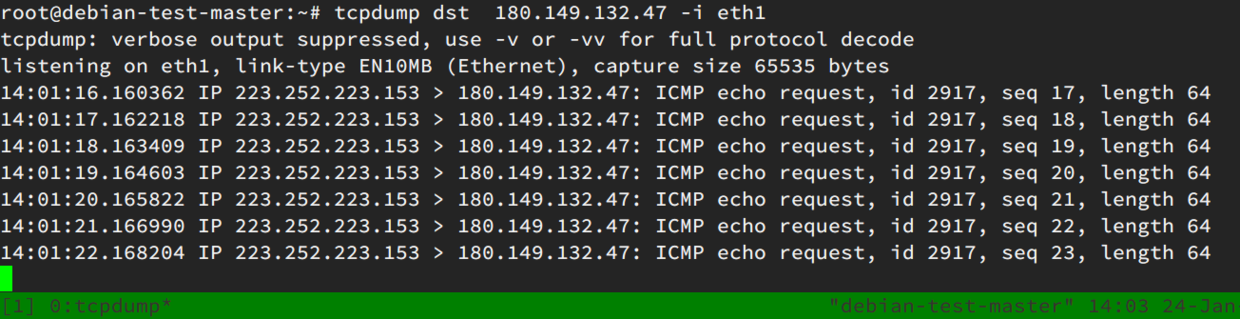 root@debian-test-master:~# tcpdump dst  180.149.132.47 -i eth1
tcpdump: verbose output suppressed, use -v or -vv for full protocol decode
listening on eth1, link-type EN10MB (Ethernet), capture size 65535 bytes
14:01:16.160362 IP 223.252.223.153 > 180.149.132.47: ICMP echo request, id 2917, seq 17, length 64
14:01:17.162218 IP 223.252.223.153 > 180.149.132.47: ICMP echo request, id 2917, seq 18, length 64
14:01:18.163409 IP 223.252.223.153 > 180.149.132.47: ICMP echo request, id 2917, seq 19, length 64
14:01:19.164603 IP 223.252.223.153 > 180.149.132.47: ICMP echo request, id 2917, seq 20, length 64
14:01:20.165822 IP 223.252.223.153 > 180.149.132.47: ICMP echo request, id 2917, seq 21, length 64
14:01:21.166990 IP 223.252.223.153 > 180.149.132.47: ICMP echo request, id 2917, seq 22, length 64
14:01:22.168204 IP 223.252.223.153 > 180.149.132.47: ICMP echo request, id 2917, seq 23, length 64
[1] 0:tcpdump* "debian-test-master" 14:03 24-Jan-